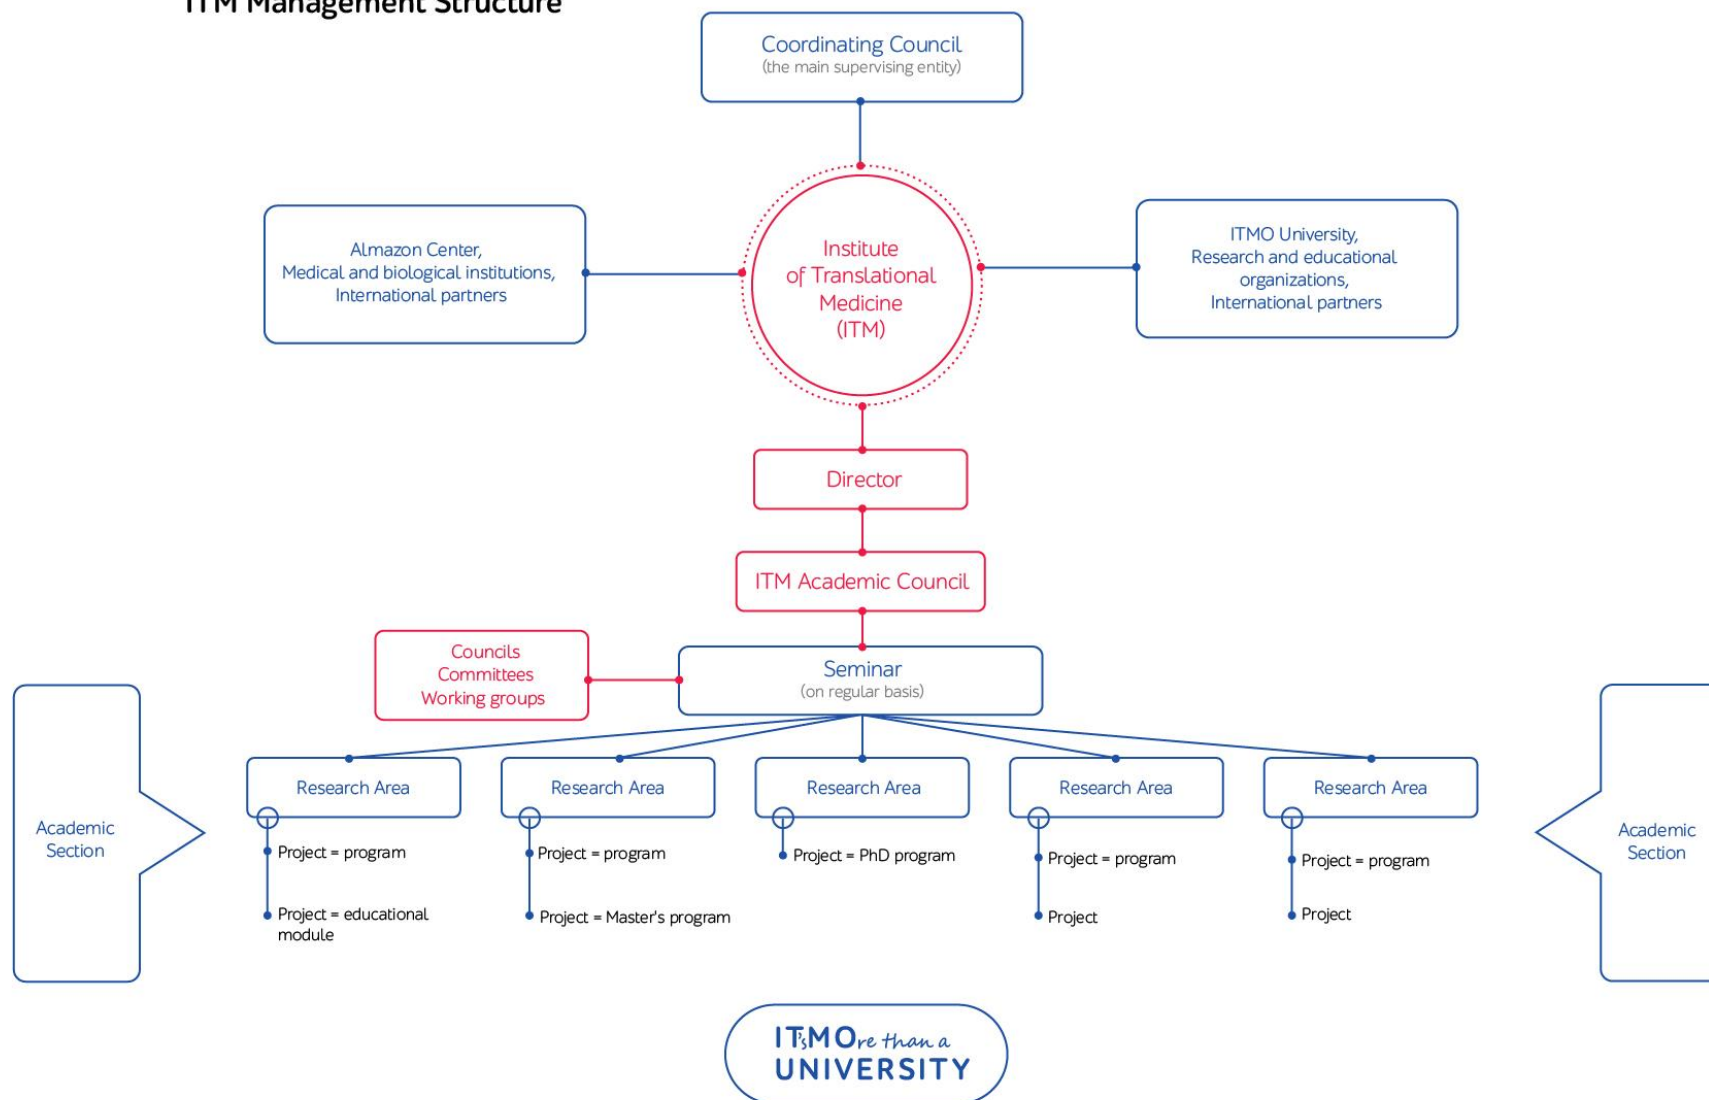 ITM Management Structure
Coordinating Council
(the main supervising entity)
Almazon Center,
Medical and biological institutions,
International partners
Institute
of Translational
Medicine
(ITM)
ITMO University,
Research and educational
organizations,
International partners
Director
ITM Academic Council
Councils
Committees
Working groups
Seminar
(on regular basis)
Academic
Section
Research Area
Project = program
Project = educational
module
Research Area
Project = program
Project = Master's program
Research Area
Project = PhD program
Research Area
Project = program
Project
Research Area
Project = program
Project
Academic
Section
IT'sMOre than a
UNIVERSITY